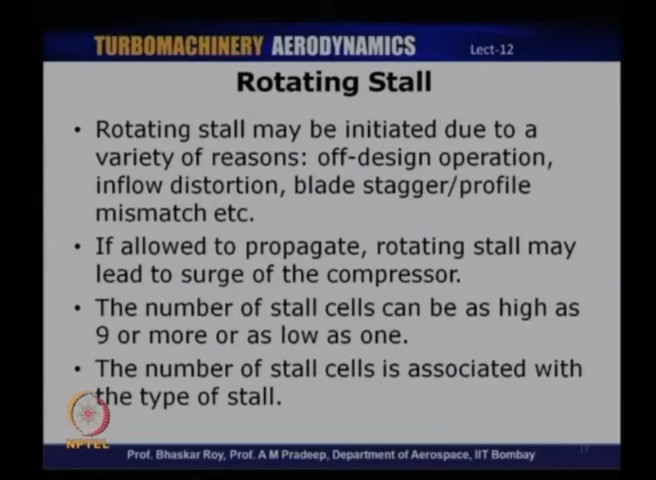 TURBOMACHINERY AERODYNAMICS Lect-12
Rotating Stall
• Rotating stall may be initiated due to a
variety of reasons: off-design operation,
inflow distortion, blade stagger/profile
mismatch etc.
• If allowed to propagate, rotating stall may
lead to surge of the compressor.
• The number of stall cells can be as high as
9 or more or as low as one.
• The number of stall cells is associated with
the type of stall.
NPTEL
Prof. Bhaskar Roy, Prof. A M Pradeep, Department of Aerospace, IIT Bombay
17